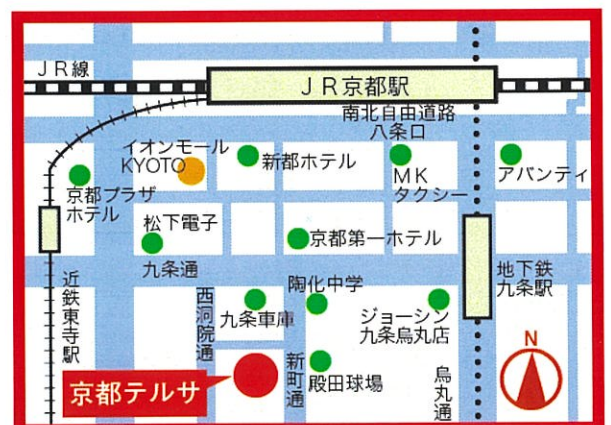 JR線
JR京都駅
南北自由道路
八条口
イオンモール
KYOTO
新都ホテル
MK
タクシー
アバンティ
京都プラザ
ホテル
松下電子
京都第一ホテル
九条通
地下鉄
九条駅
近鉄東寺駅
西洞院通
九条車庫
新町通
陶化中学
ジョーシン
九条烏丸店
殿田球場
烏丸通
京都テルサ
N